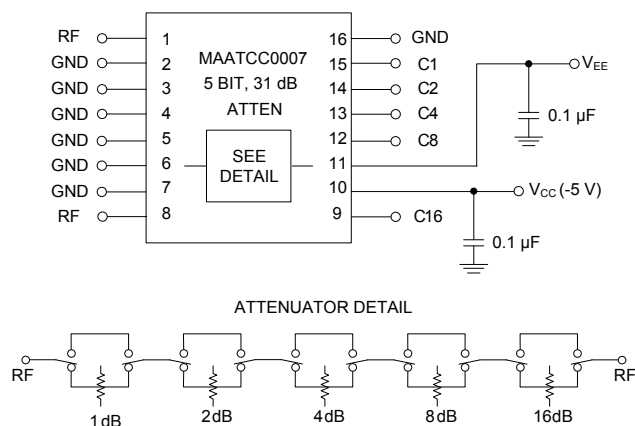 RF 1 MAATCC0007 16 GND
GND 2 5 BIT, 31 dB 15 C1 VEE
GND 3 ATTEN 14 C2
GND 4 13 C4 0.1 µF
GND 5 SEE 12 C8
GND 6 DETAIL 11
GND 7 10 VCC (-5 V)
RF 8 9 C16
0.1 µF
ATTENUATOR DETAIL
RF RF
1dB 2dB 4dB 8dB 16dB